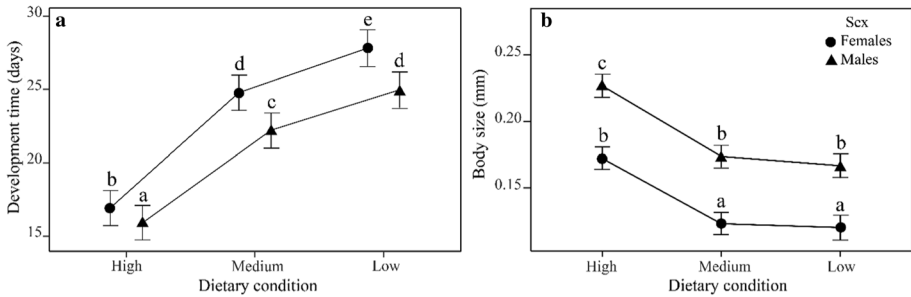 a
30
25
20
15
Development time (days)
b
a
d
c
e
d
High
Medium
Low
Dietary condition
b
Scx
Females
Males
0.25
0.20
0.15
Body size (mm)
c
b
b
b
a
a
High
Medium
Low
Dietary condition